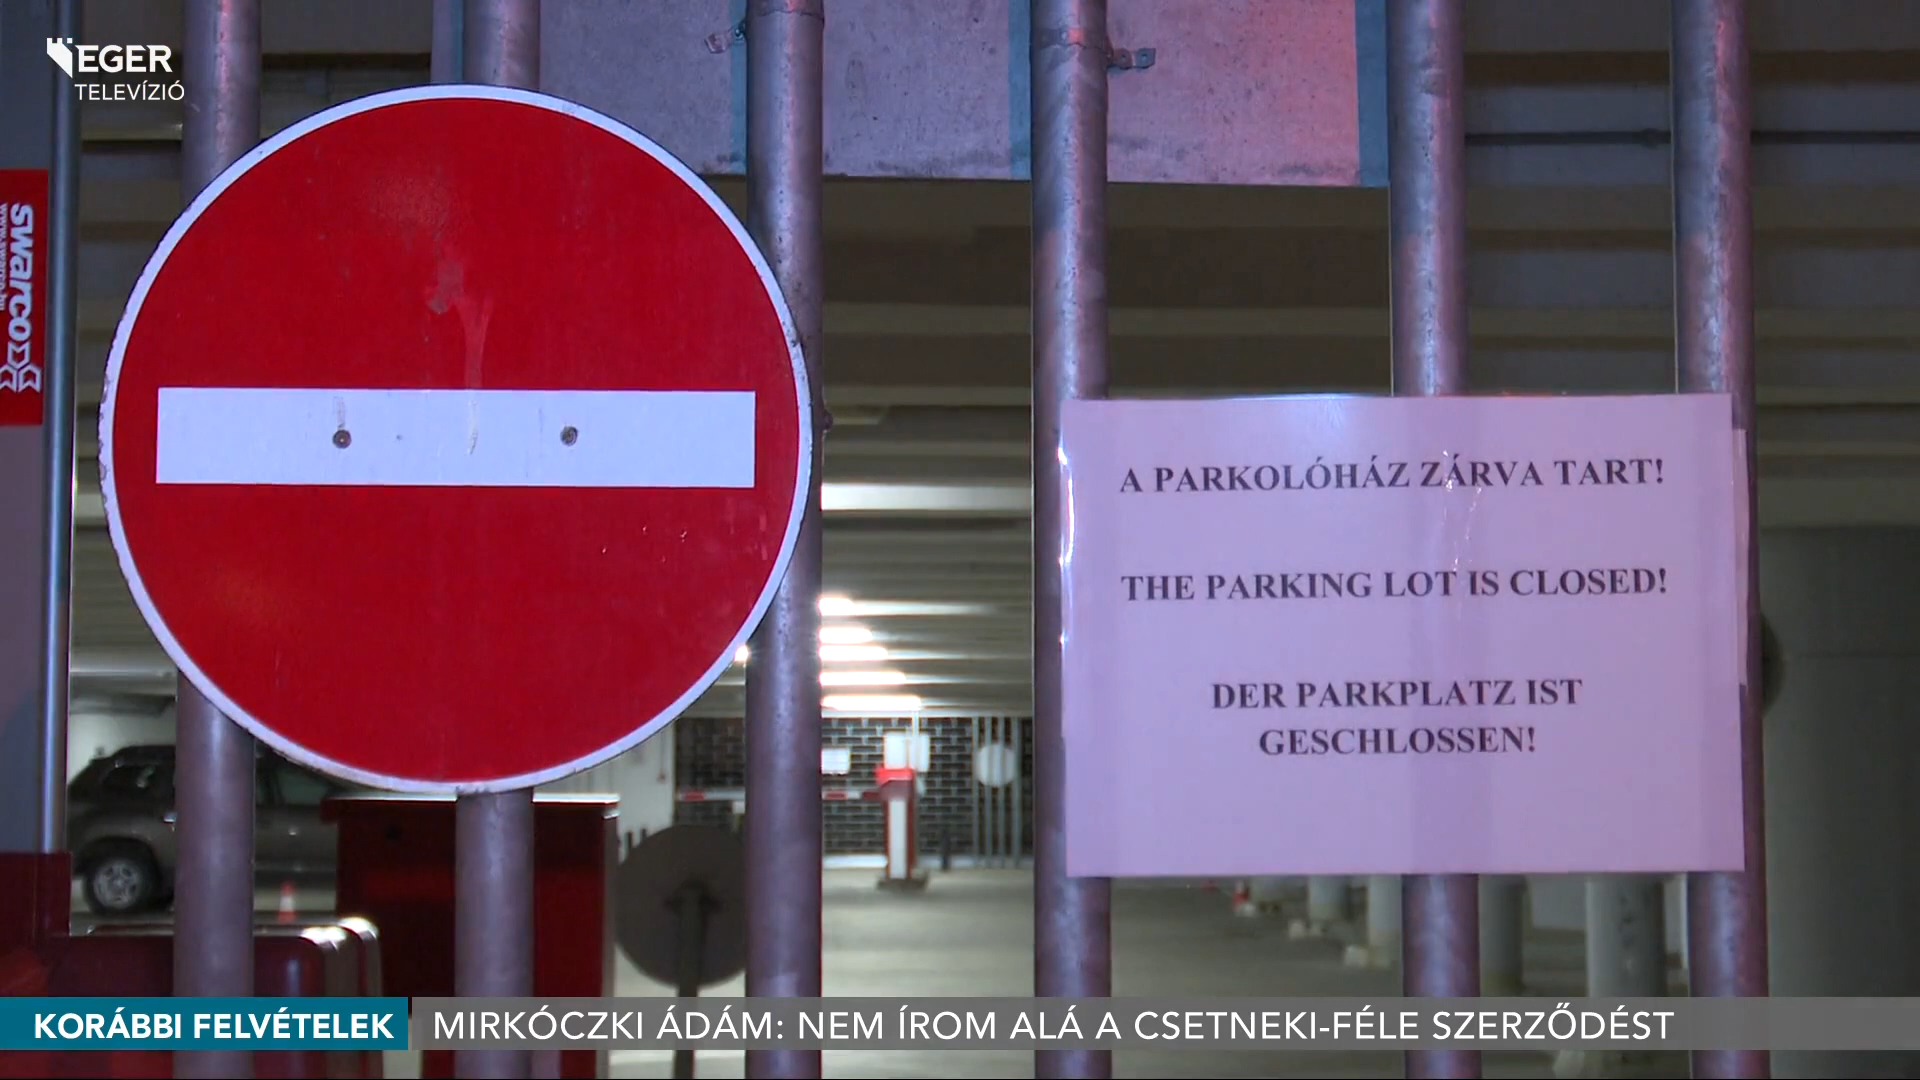 EGER
TELEVÍZIÓ
swarco
A PARKOLÓHÁZ ZÁRVA TART!
THE PARKING LOT IS CLOSED!
DER PARKPLATZ IST
GESCHLOSSEN!
KORÁBBI FELVÉTELEK
MIRKÓCZKI ÁDÁM: NEM ÍROM ALÁ A CSETNEKI-FÉLE SZERZŐDÉST